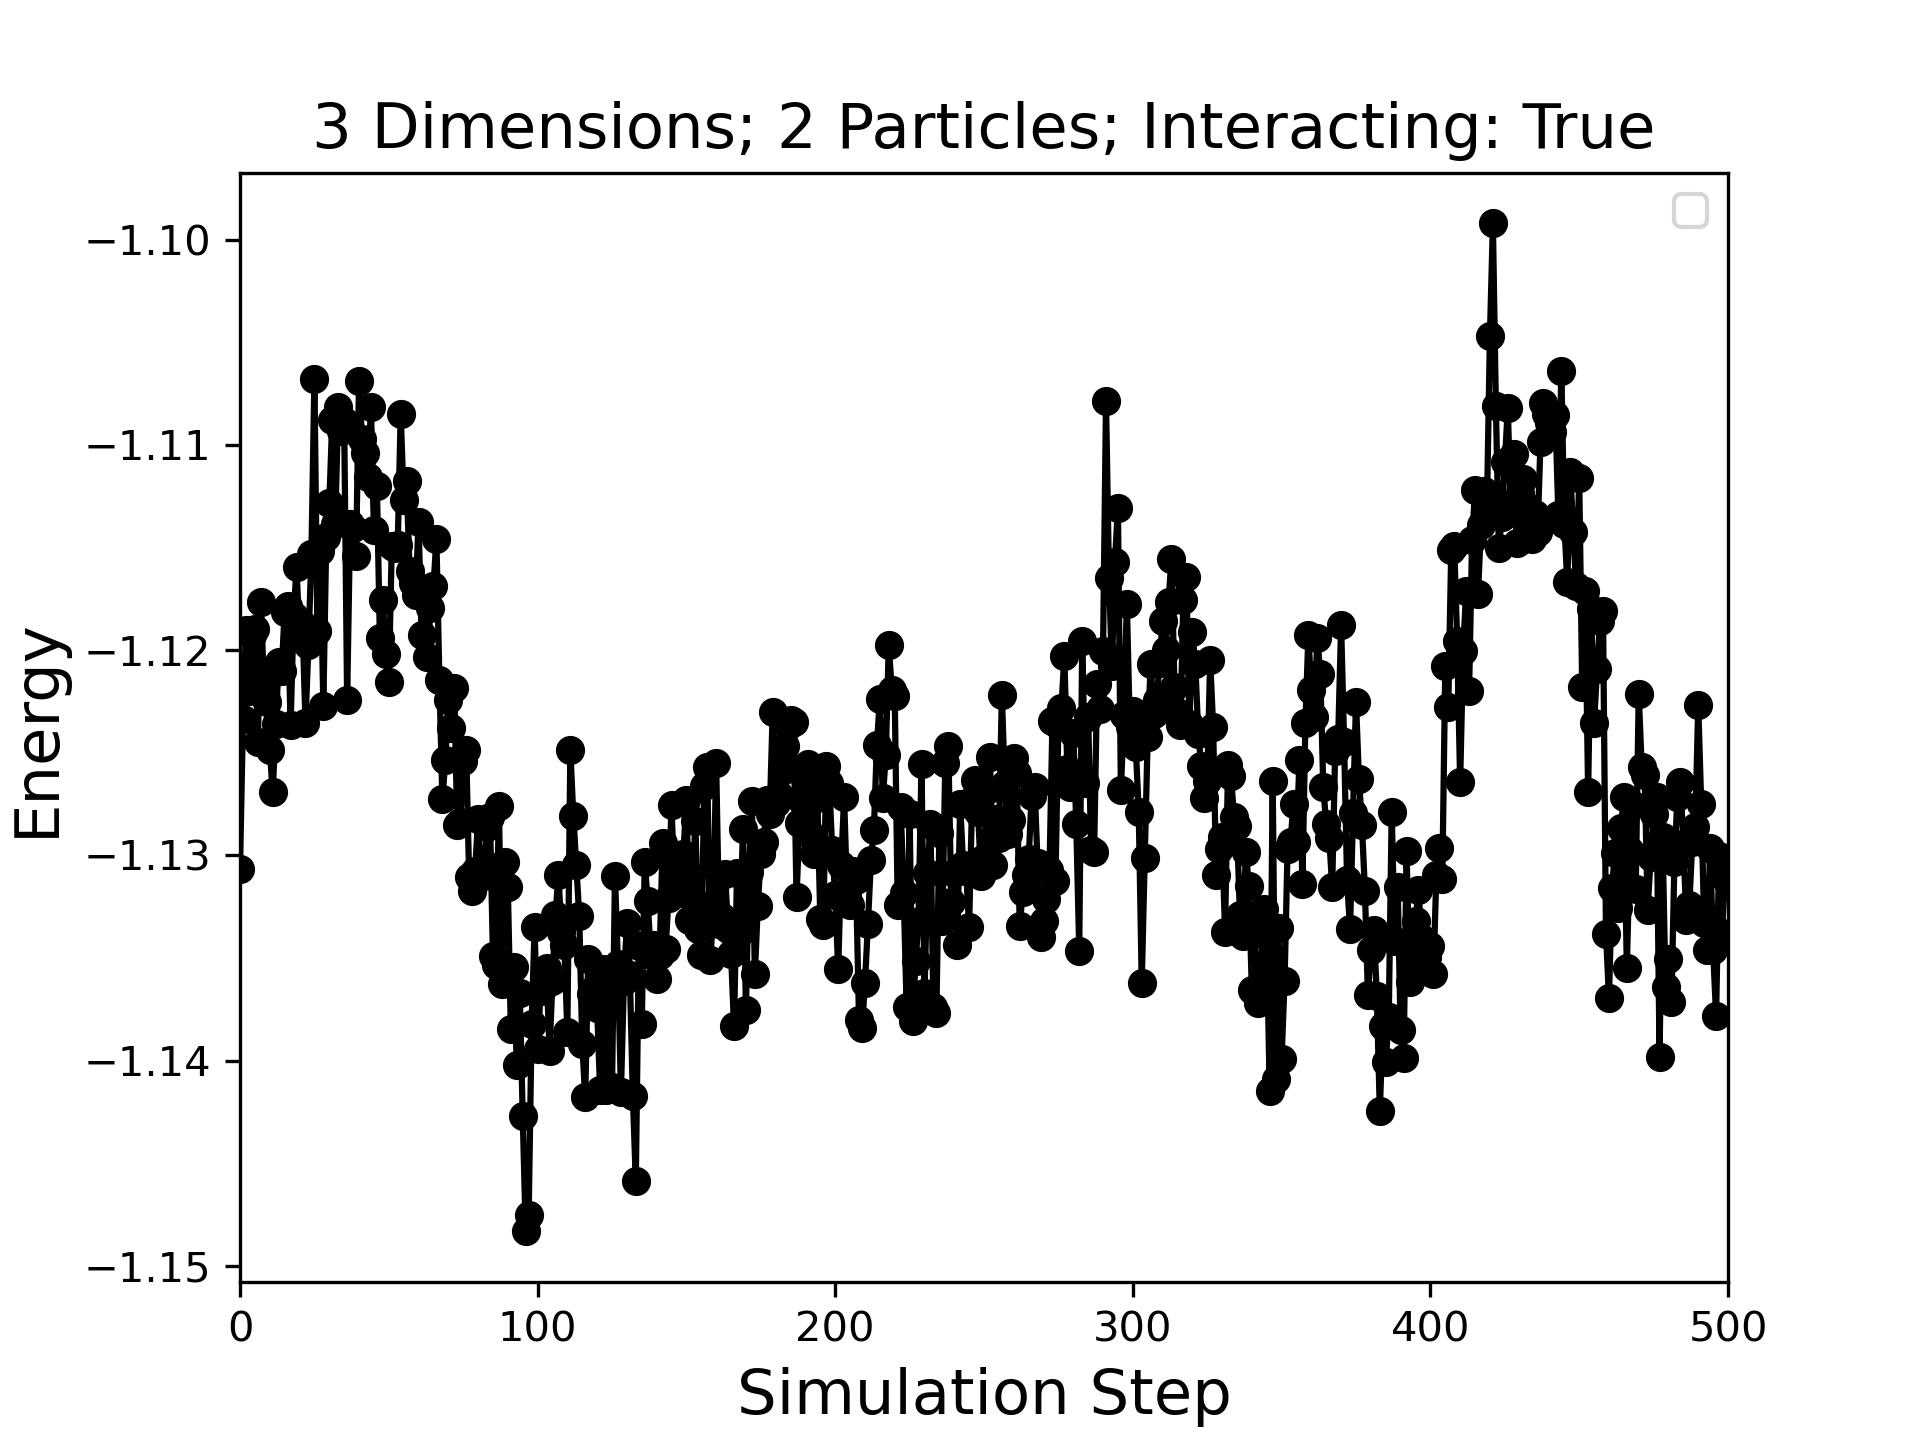 3 Dimensions; 2 Particles; Interacting: True
Energy
−1.10
−1.11
−1.12
−1.13
−1.14
−1.15
0 100 200 300 400 500
Simulation Step